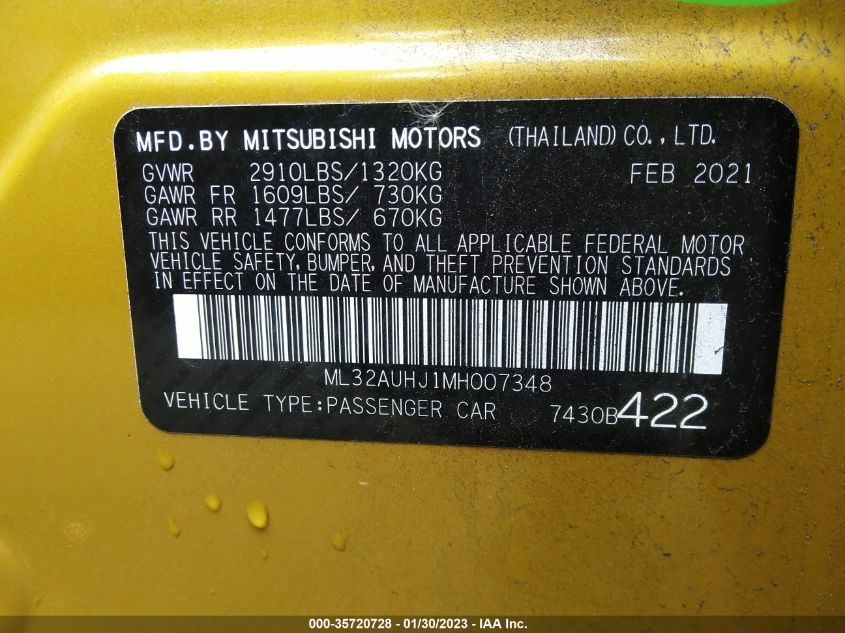 MFD.BY MITSUBISHI MOTORS (THAILAND) CO., LTD.
GVWR 2910LBS/1320KG FEB 2021
GAWR FR 1609LBS/ 730KG
GAWR RR 1477LBS/ 670KG
THIS VEHICLE CONFORMS TO ALL APPLICABLE FEDERAL MOTOR
VEHICLE SAFETY, BUMPER, AND THEFT PREVENTION STANDARDS
IN EFFECT ON THE DATE OF MANUFACTURE SHOWN ABOVE.
ML32AUHJ1MH007348
VEHICLE TYPE:PASSENGER CAR 7430B422
000-35720728 - 01/30/2023 - IAA Inc.